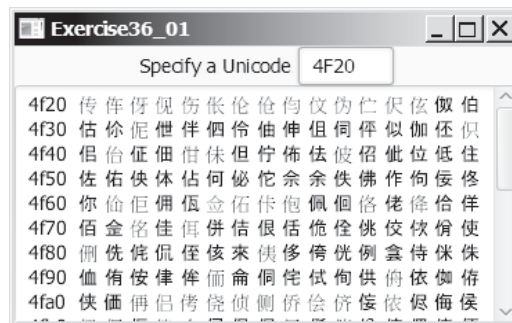 Exercise36_01
Specify a Unicode 4F20
4f20 传 伡 伢 伣 伤 伥 伦 伧 伨 伩 伪 伫 伬 伭 伮 伯
4f30 估 伱 伲 伳 伴 伵 伶 伷 伸 伹 伺 伻 似 伽 伾 伿
4f40 佀 佁 佂 佃 佄 佅 但 佇 佈 佉 佊 佋 佌 位 低 住
4f50 佐 佑 佒 体 佔 何 佖 佗 佘 余 佚 佛 作 佝 佞 佟
4f60 你 佡 佢 佣 佤 佥 佦 佧 佨 佩 佪 佫 佬 佭 佮 佯
4f70 佰 佱 佲 佳 佴 併 佶 佷 佸 佹 佺 佻 佼 佽 佾 使
4f80 侀 侁 侂 侃 侄 侅 來 侇 侈 侉 侊 例 侌 侍 侎 侏
4f90 侐 侑 侒 侓 侔 侕 侖 侗 侘 侙 侚 供 侜 依 侞 侟
4fa0 侠 価 侢 侣 侤 侥 侦 侧 侨 侩 侪 侫 侬 侭 侮 侯